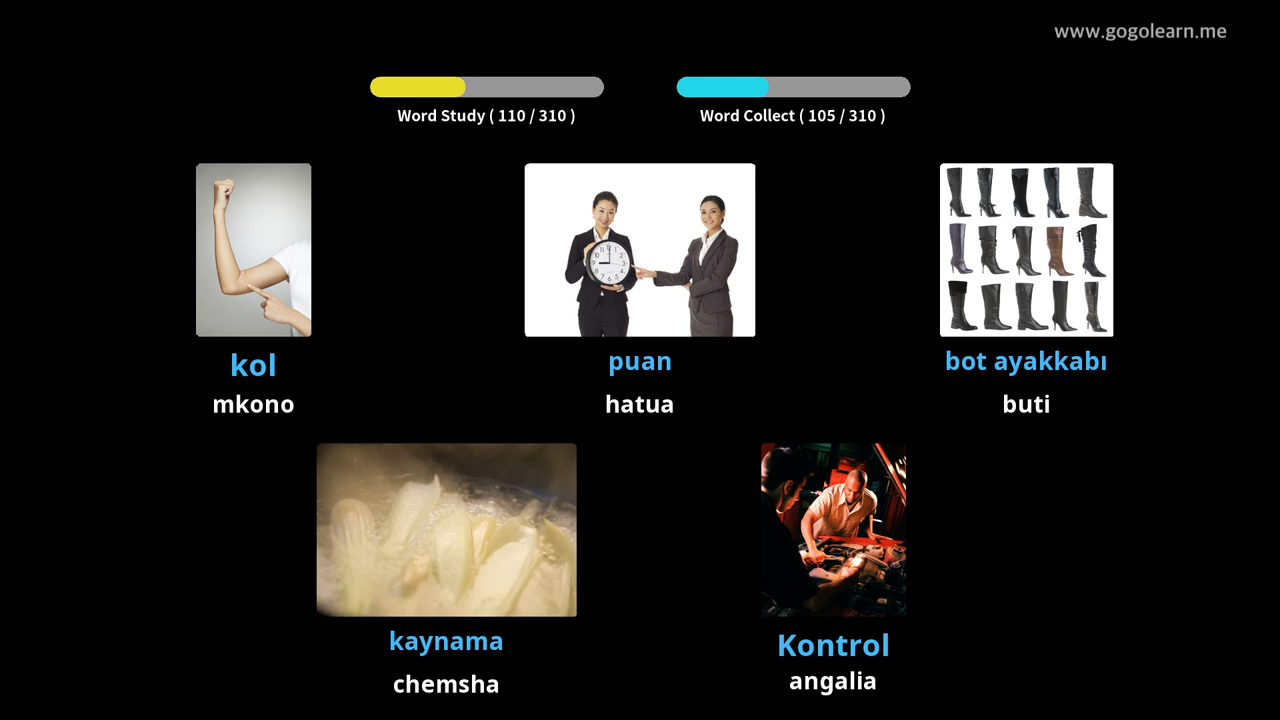 www.gogolearn.me
Word Study ( 110 / 310 )
Word Collect ( 105 / 310 )
kol
mkono
puan
hatua
bot ayakkabı
buti
kaynama
chemsha
Kontrol
angalia